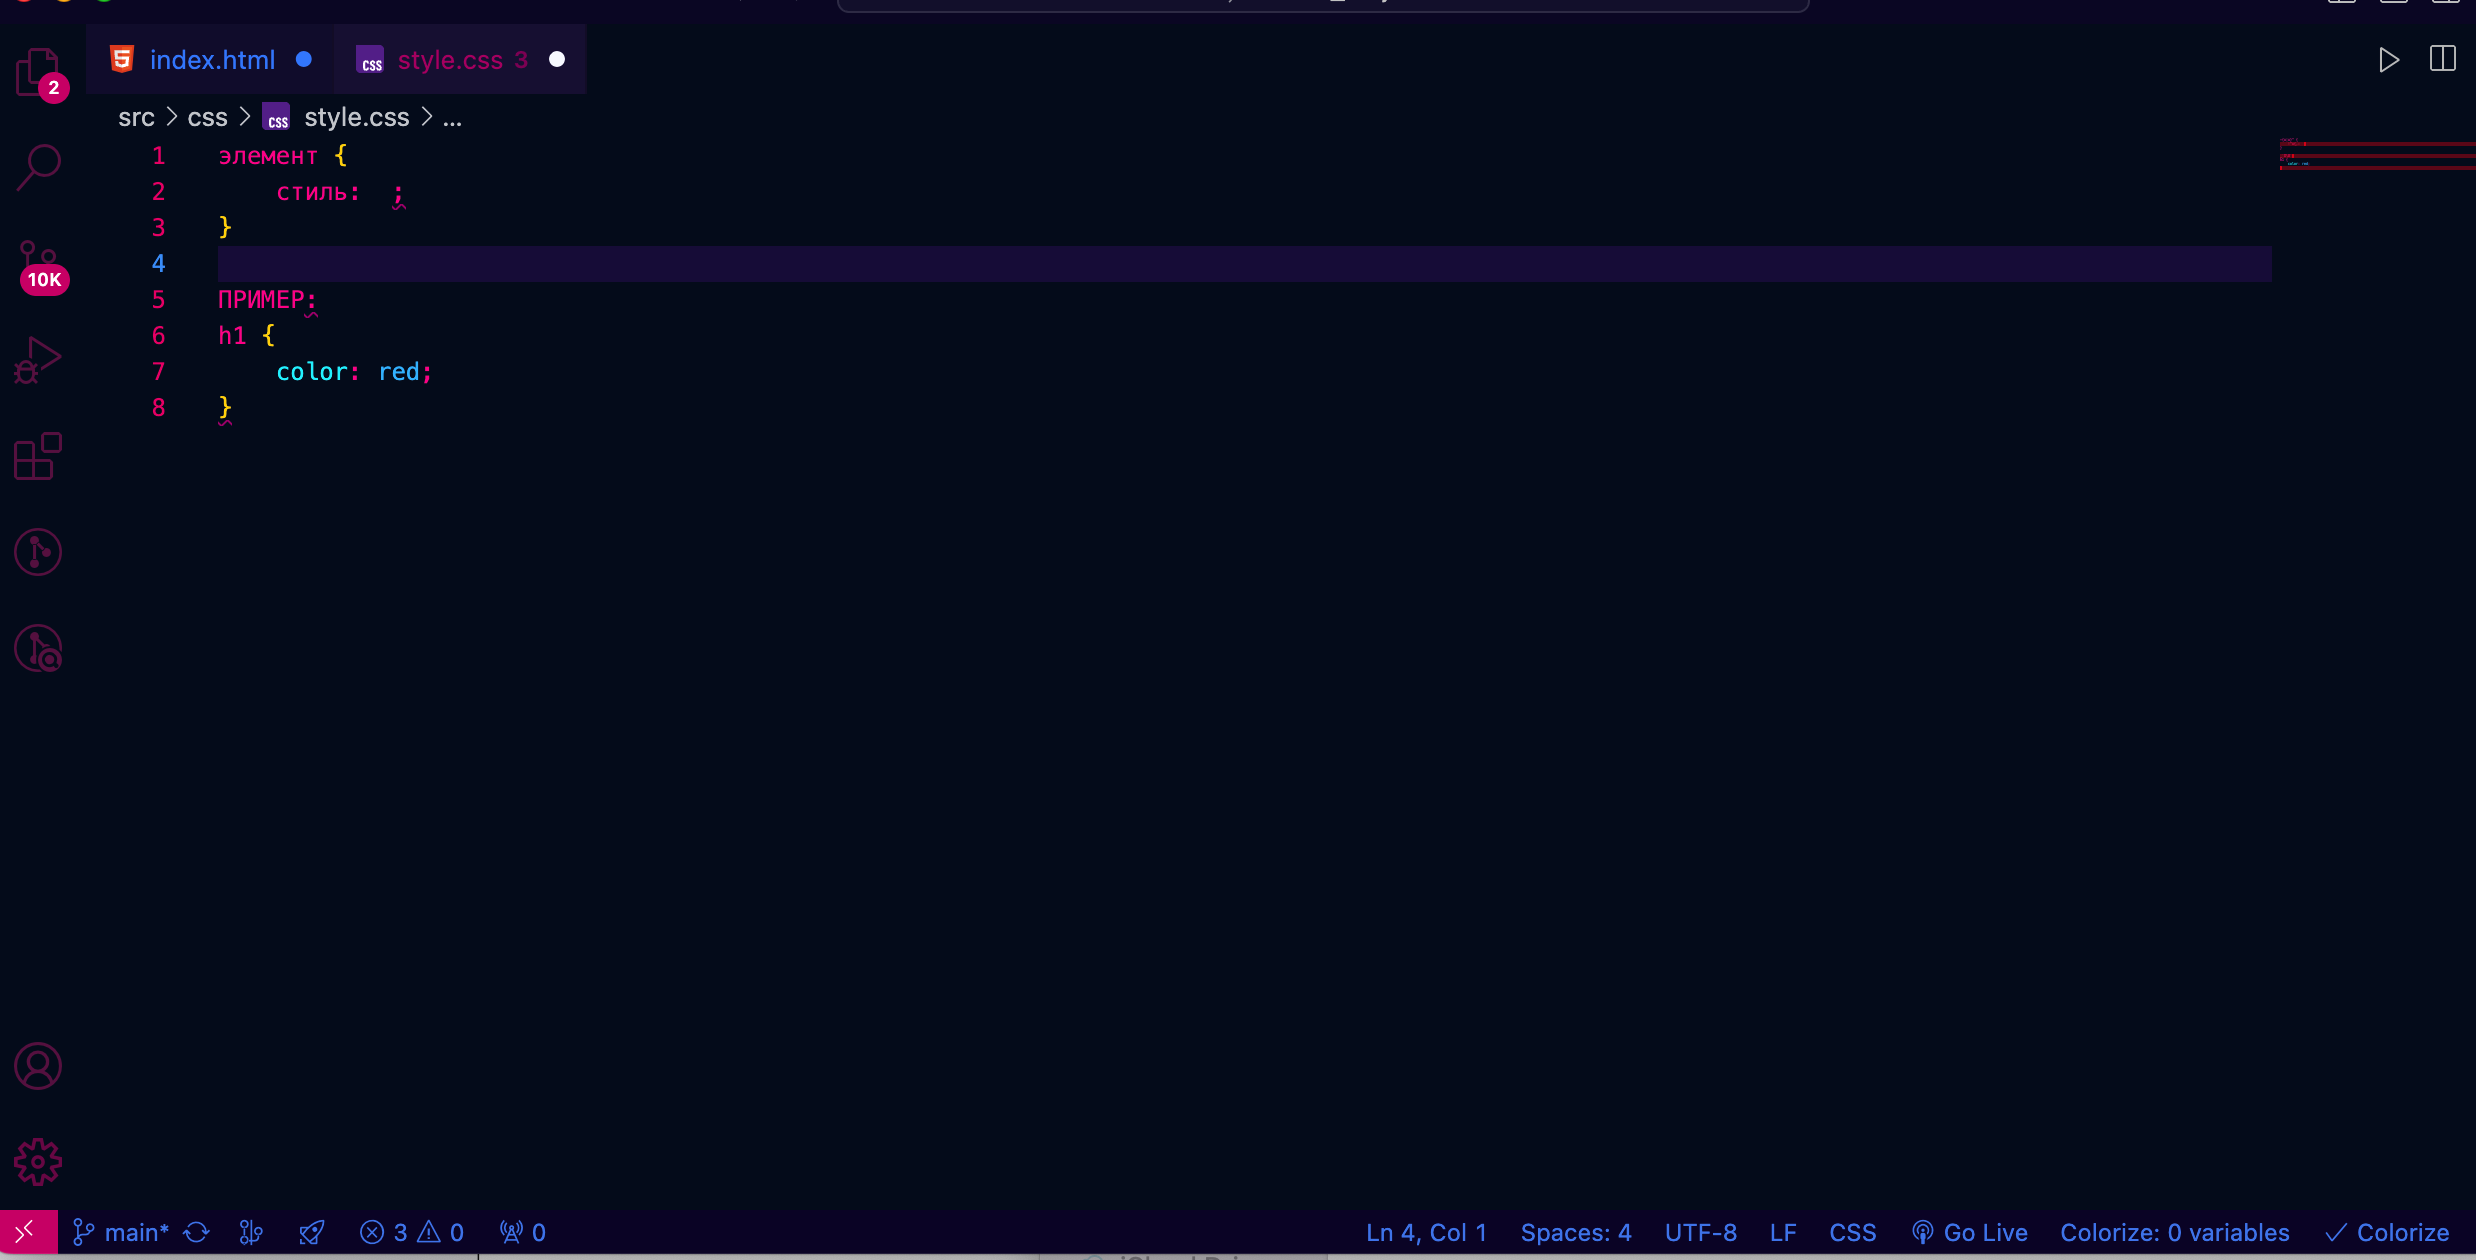 index.html
style.css 3
2
src > css > style.css > ...
1 элемент {
2 стиль:  ;
3 }
4
10K
5 ПРИМЕР:
6 h1 {
7 color: red;
8 }
main* 3 0 0 Ln 4, Col 1 Spaces: 4 UTF-8 LF CSS Go Live Colorize: 0 variables Colorize